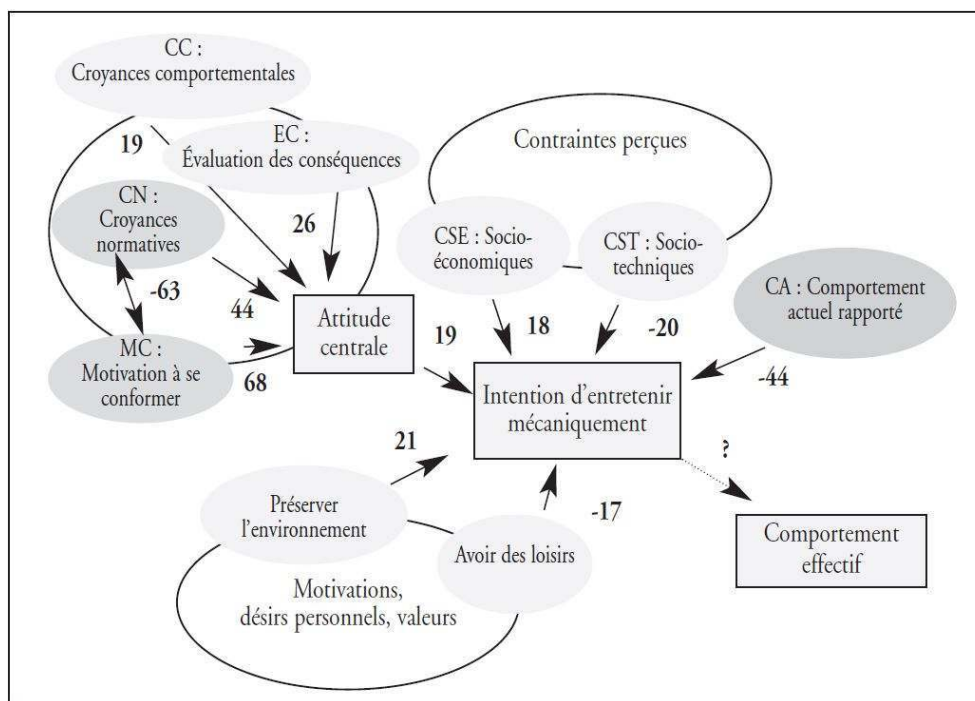 CC :
Croyances comportementales
19
EC :
Évaluation des conséquences
Contraintes perçues
CN :
Croyances
normatives
26
CSE : Socio-
économiques
CST : Socio-
techniques
CA : Comportement
actuel rapporté
-63
44
Attitude
centrale
MC :
Motivation à se
conformer
68
19
18
-20
-44
Intention d’entretenir
mécaniquement
21
?
Préserver
l’environnement
-17
Avoir des loisirs
Comportement
effectif
Motivations,
désirs personnels, valeurs